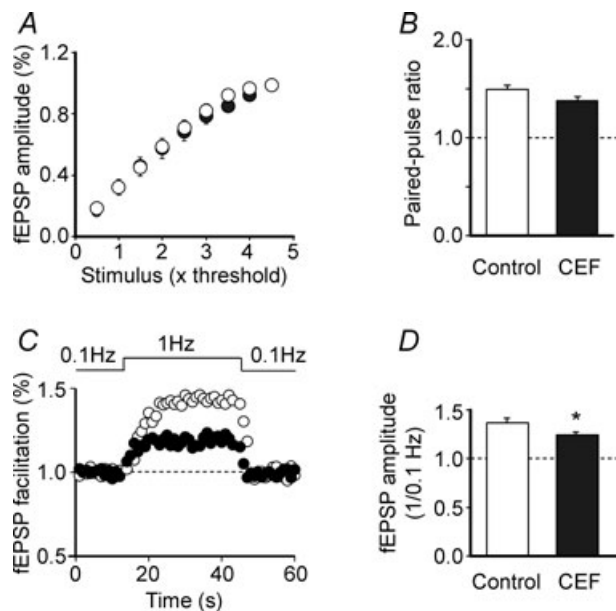 A
fEPSP amplitude (%)
1.2
0.8
0.4
0.0
0 1 2 3 4 5
Stimulus (x threshold)
B
Paired-pulse ratio
2.0
1.0
0.0
Control CEF
C
0.1Hz 1Hz 0.1Hz
fEPSP facilitation (%)
1.5
1.0
0.5
0 20 40 60
Time (s)
D
fEPSP amplitude
(1/0.1 Hz)
1.5
1.0
0.5
0.0
*
Control CEF